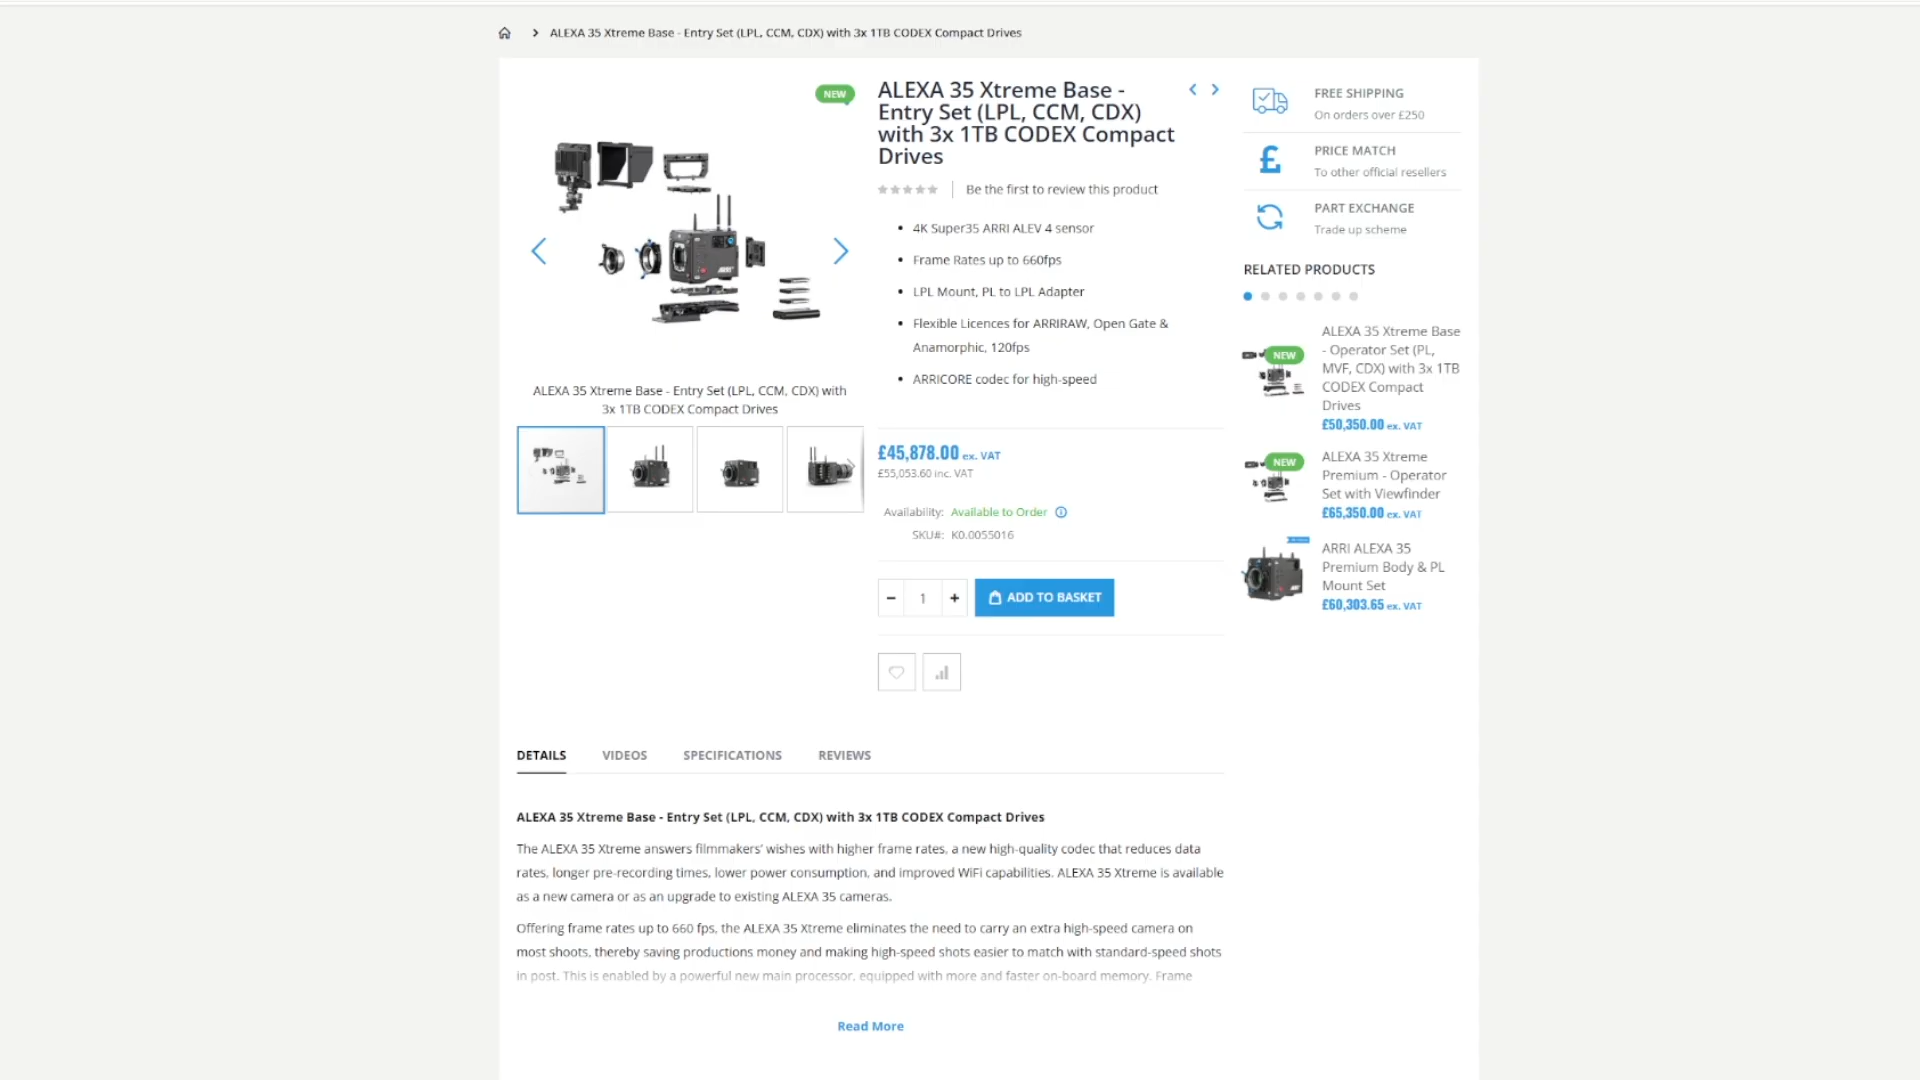 ALEXA 35 Xtreme Base - Entry Set (LPL, CCM, CDX) with 3x 1TB CODEX Compact Drives
NEW
ALEXA 35 Xtreme Base - Entry Set (LPL, CCM, CDX) with
3x 1TB CODEX Compact Drives
ALEXA 35 Xtreme Base -
Entry Set (LPL, CCM, CDX)
with 3x 1TB CODEX Compact
Drives
Be the first to review this product
4K Super35 ARRI ALEV 4 sensor
Frame Rates up to 660fps
LPL Mount, PL to LPL Adapter
Flexible Licences for ARRIRAW, Open Gate &
Anamorphic, 120fps
ARRICORE codec for high-speed
£45,878.00 ex. VAT
£55,053.60 inc. VAT
Availability: Available to Order
SKU#: K0.0055016
- 1 + ADD TO BASKET
FREE SHIPPING
On orders over £250
£
PRICE MATCH
To other official resellers
PART EXCHANGE
Trade up scheme
RELATED PRODUCTS
NEW
ALEXA 35 Xtreme Base
- Operator Set (PL,
MVF, CDX) with 3x 1TB
CODEX Compact
Drives
£50,350.00 ex. VAT
NEW
ALEXA 35 Xtreme
Premium - Operator
Set with Viewfinder
£65,350.00 ex. VAT
ARRI ALEXA 35
Premium Body & PL
Mount Set
£60,303.65 ex. VAT
DETAILS VIDEOS SPECIFICATIONS REVIEWS
ALEXA 35 Xtreme Base - Entry Set (LPL, CCM, CDX) with 3x 1TB CODEX Compact Drives
The ALEXA 35 Xtreme answers filmmakers' wishes with higher frame rates, a new high-quality codec that reduces data
rates, longer pre-recording times, lower power consumption, and improved WiFi capabilities. ALEXA 35 Xtreme is available
as a new camera or as an upgrade to existing ALEXA 35 cameras.
Offering frame rates up to 660 fps, the ALEXA 35 Xtreme eliminates the need to carry an extra high-speed camera on
most shoots, thereby saving productions money and making high-speed shots easier to match with standard-speed shots
in post. This is enabled by a powerful new main processor, equipped with more and faster on-board memory. Frame
Read More